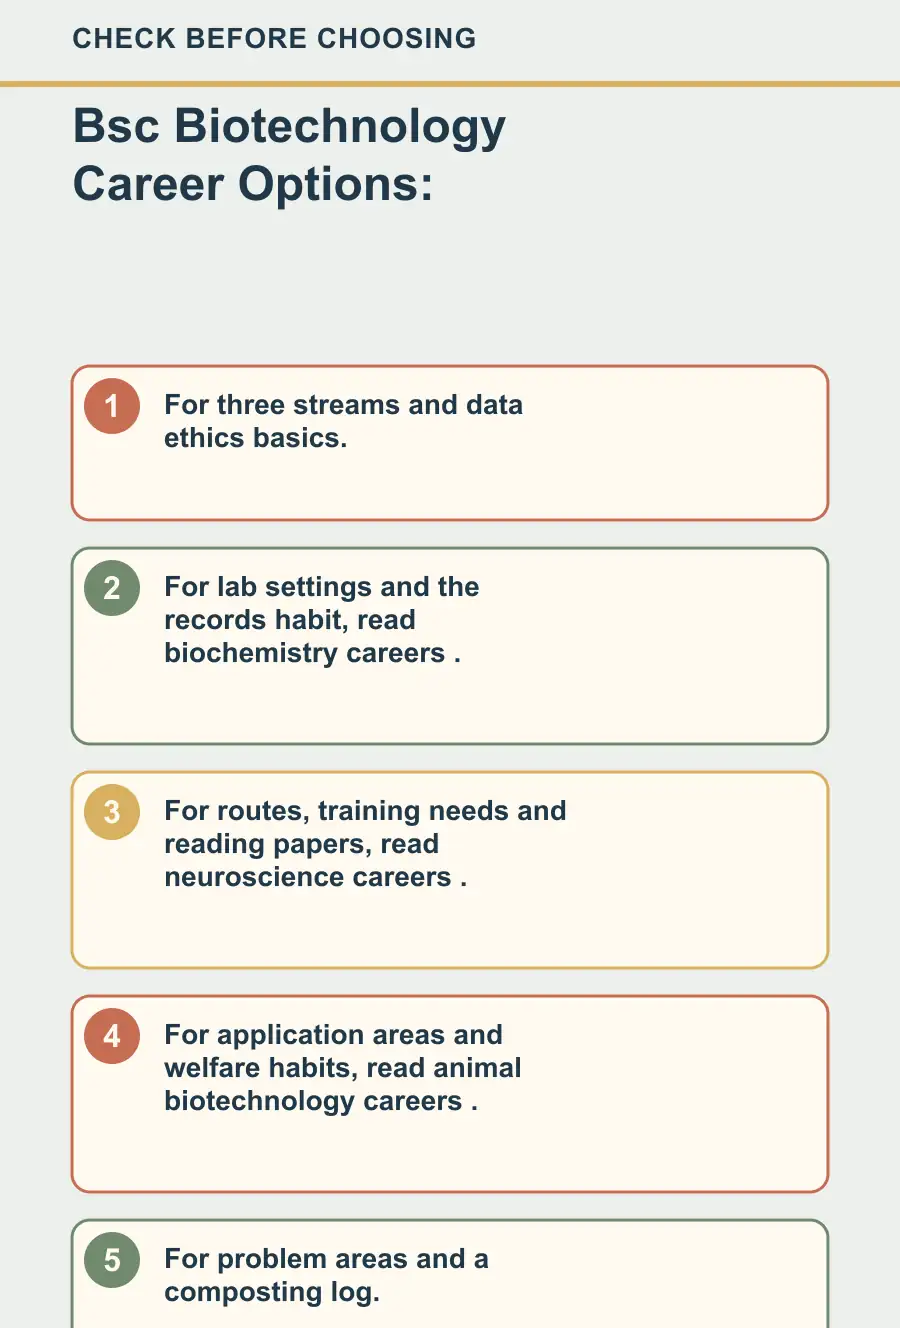 CHECK BEFORE CHOOSING
Bsc Biotechnology
Career Options:
1
For three streams and data
ethics basics.
2
For lab settings and the
records habit, read
biochemistry careers .
3
For routes, training needs and
reading papers, read
neuroscience careers .
4
For application areas and
welfare habits, read animal
biotechnology careers .
5
For problem areas and a
composting log.